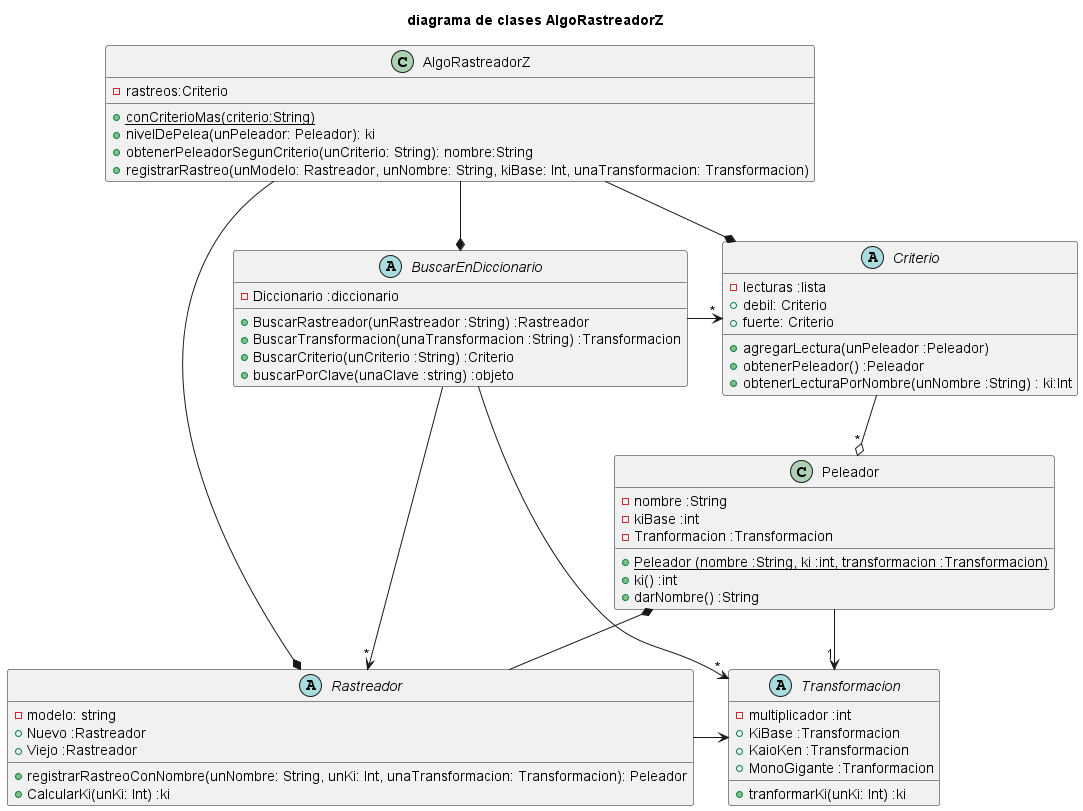 diagrama de clases AlgoRastreadorZ
C AlgoRastreadorZ
rastreos:Criterio
conCriterioMas(criterio:String)
nivelDePelea(unPeleador: Peleador): ki
obtenerPeleadorSegunCriterio(unCriterio: String): nombre:String
registrarRastreo(unModelo: Rastreador, unNombre: String, kiBase: Int, unaTransformacion: Transformacion)
A BuscarEnDiccionario
Diccionario :diccionario
BuscarRastreador(unRastreador :String) :Rastreador
BuscarTransformacion(unaTransformacion :String) :Transformacion
BuscarCriterio(unCriterio :String) :Criterio
buscarPorClave(unaClave :string) :objeto
*
A Criterio
lecturas :lista
debil: Criterio
fuerte: Criterio
agregarLectura(unPeleador :Peleador)
obtenerPeleador() :Peleador
obtenerLecturaPorNombre(unNombre :String) : ki:Int
*
C Peleador
nombre :String
kiBase :int
Tranformacion :Transformacion
Peleador (nombre :String, ki :int, transformacion :Transformacion)
ki() :int
darNombre() :String
*
*
1
A Rastreador
modelo: string
Nuevo :Rastreador
Viejo :Rastreador
registrarRastreoConNombre(unNombre: String, unKi: Int, unaTransformacion: Transformacion): Peleador
CalcularKi(unKi: Int) :ki
A Transformacion
multiplicador :int
KiBase :Transformacion
KaioKen :Transformacion
MonoGigante :Tranformacion
tranformarKi(unKi: Int) :ki